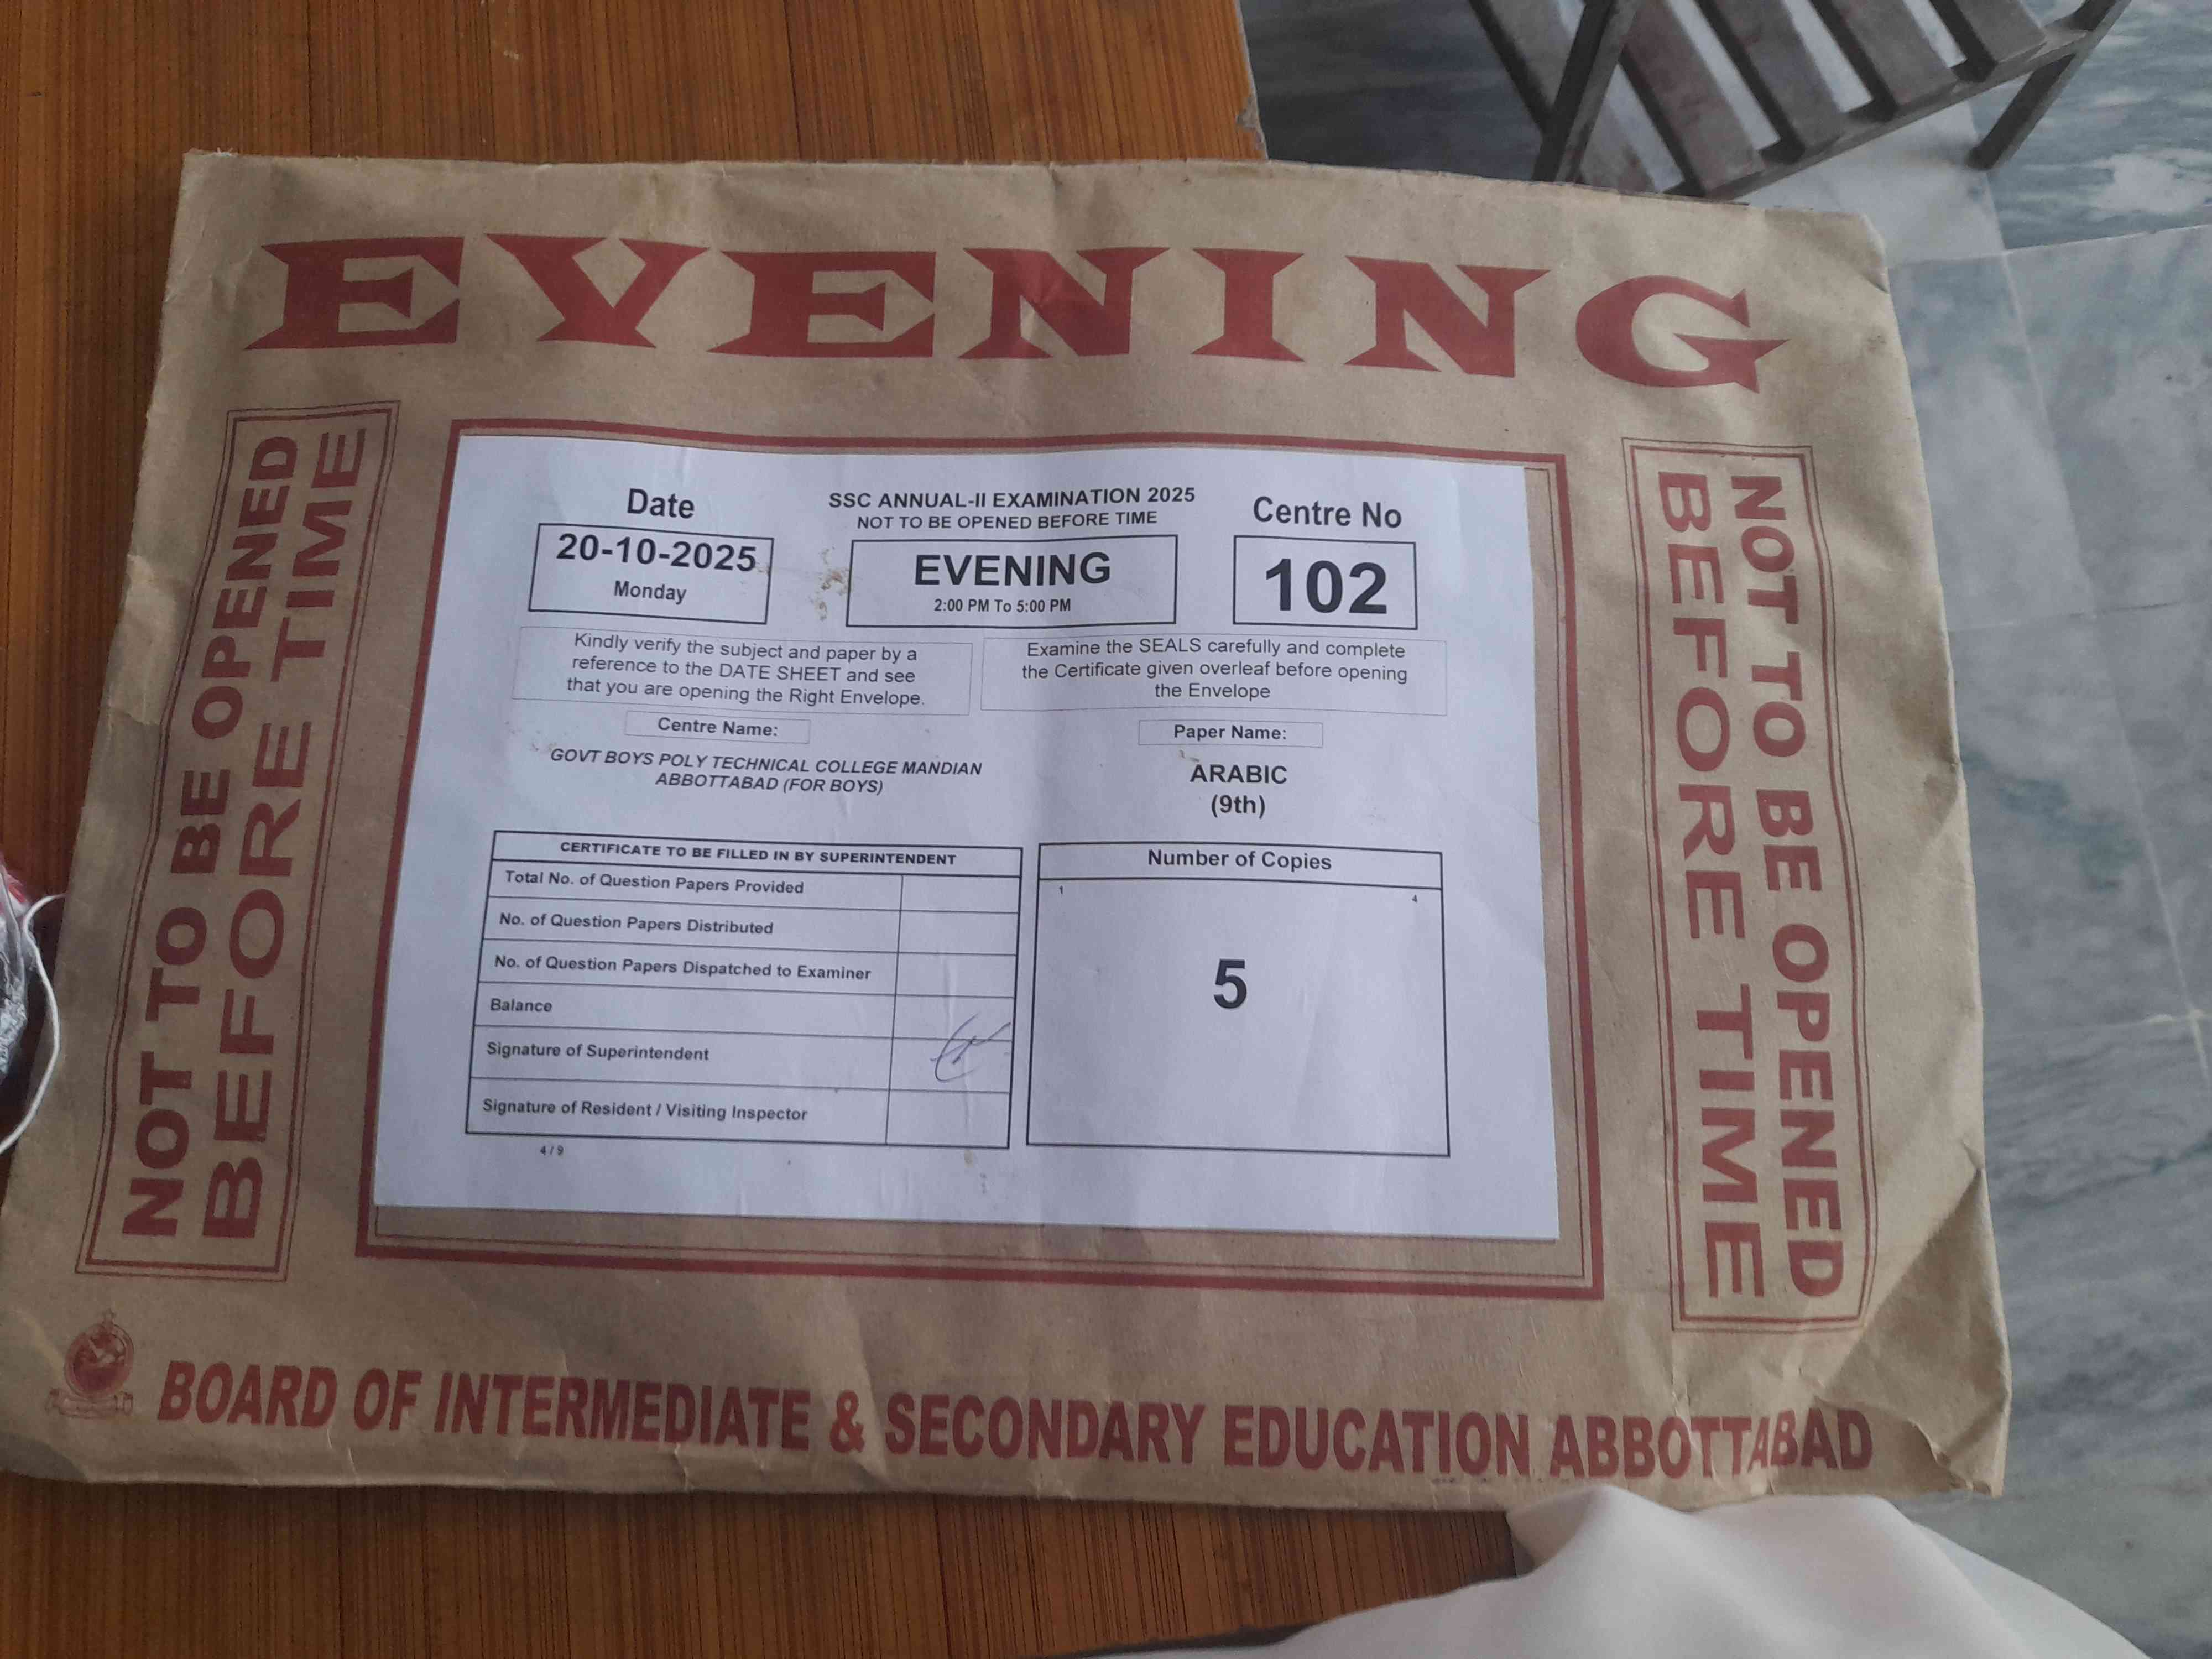 EVENING
NOT TO BE OPENED
BEFORE TIME
Date
20-10-2025
Monday
SSC ANNUAL-II EXAMINATION 2025
NOT TO BE OPENED BEFORE TIME
EVENING
2:00 PM To 5:00 PM
Centre No
102
Kindly verify the subject and paper by a
reference to the DATE SHEET and see
that you are opening the Right Envelope.
Examine the SEALS carefully and complete
the Certificate given overleaf before opening
the Envelope
Centre Name:
GOVT BOYS POLY TECHNICAL COLLEGE MANDIAN
ABBOTTABAD (FOR BOYS)
Paper Name:
ARABIC
(9th)
CERTIFICATE TO BE FILLED IN BY SUPERINTENDENT
Total No. of Question Papers Provided
No. of Question Papers Distributed
No. of Question Papers Dispatched to Examiner
Balance
Signature of Superintendent
Signature of Resident / Visiting Inspector
4 / 9
Number of Copies
1 4
5
NOT TO BE OPENED
BEFORE TIME
BOARD OF INTERMEDIATE & SECONDARY EDUCATION ABBOTTABAD